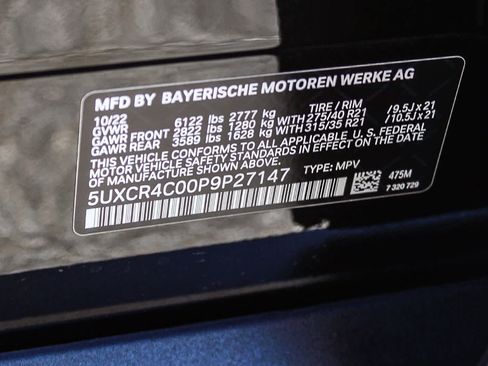 MFD BY BAYERISCHE MOTOREN WERKE AG
10/22 TIRE / RIM
GVWR 6122 lbs 2777 kg
GAWR FRONT 2822 lbs 1280 kg WITH 275/40 R21 / 9.5J x 21
GAWR REAR 3589 lbs 1628 kg WITH 315/35 R21 / 10.5J x 21
THIS VEHICLE CONFORMS TO ALL APPLICABLE U.S. FEDERAL
MOTOR VEHICLE SAFETY STANDARDS IN EFFECT ON THE DATE
OF MANUFACTURE SHOWN ABOVE. TYPE: MPV
5UXCR4C00P9P27147
475M
7 320 729